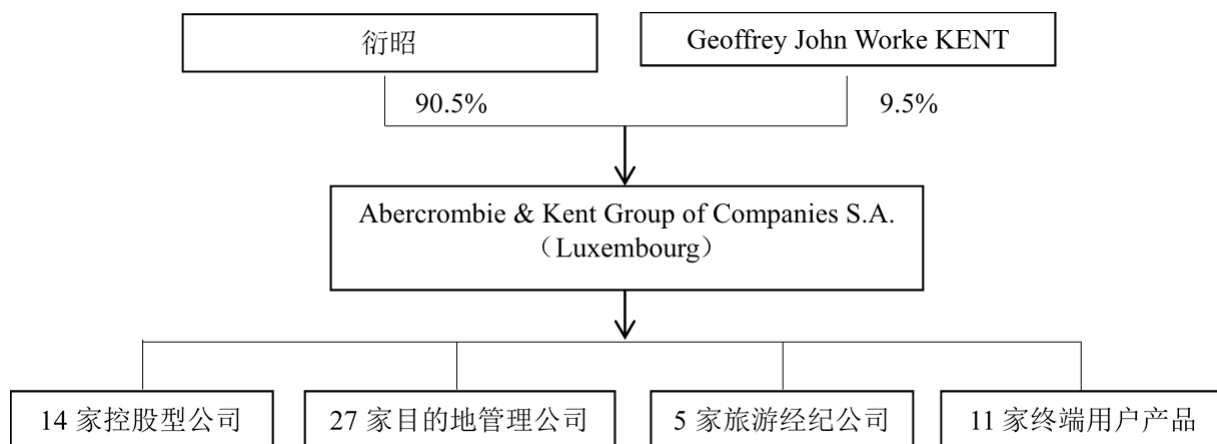 衍昭
Geoffrey John Worke KENT
90.5%
9.5%
Abercrombie & Kent Group of Companies S.A.
（Luxembourg）
14 家控股型公司
27 家目的地管理公司
5 家旅游经纪公司
11 家终端用户产品